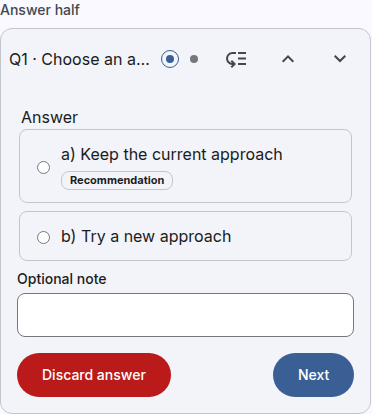 Answer half
Q1 · Choose an a...
Answer
a) Keep the current approach
Recommendation
b) Try a new approach
Optional note
Discard answer
Next